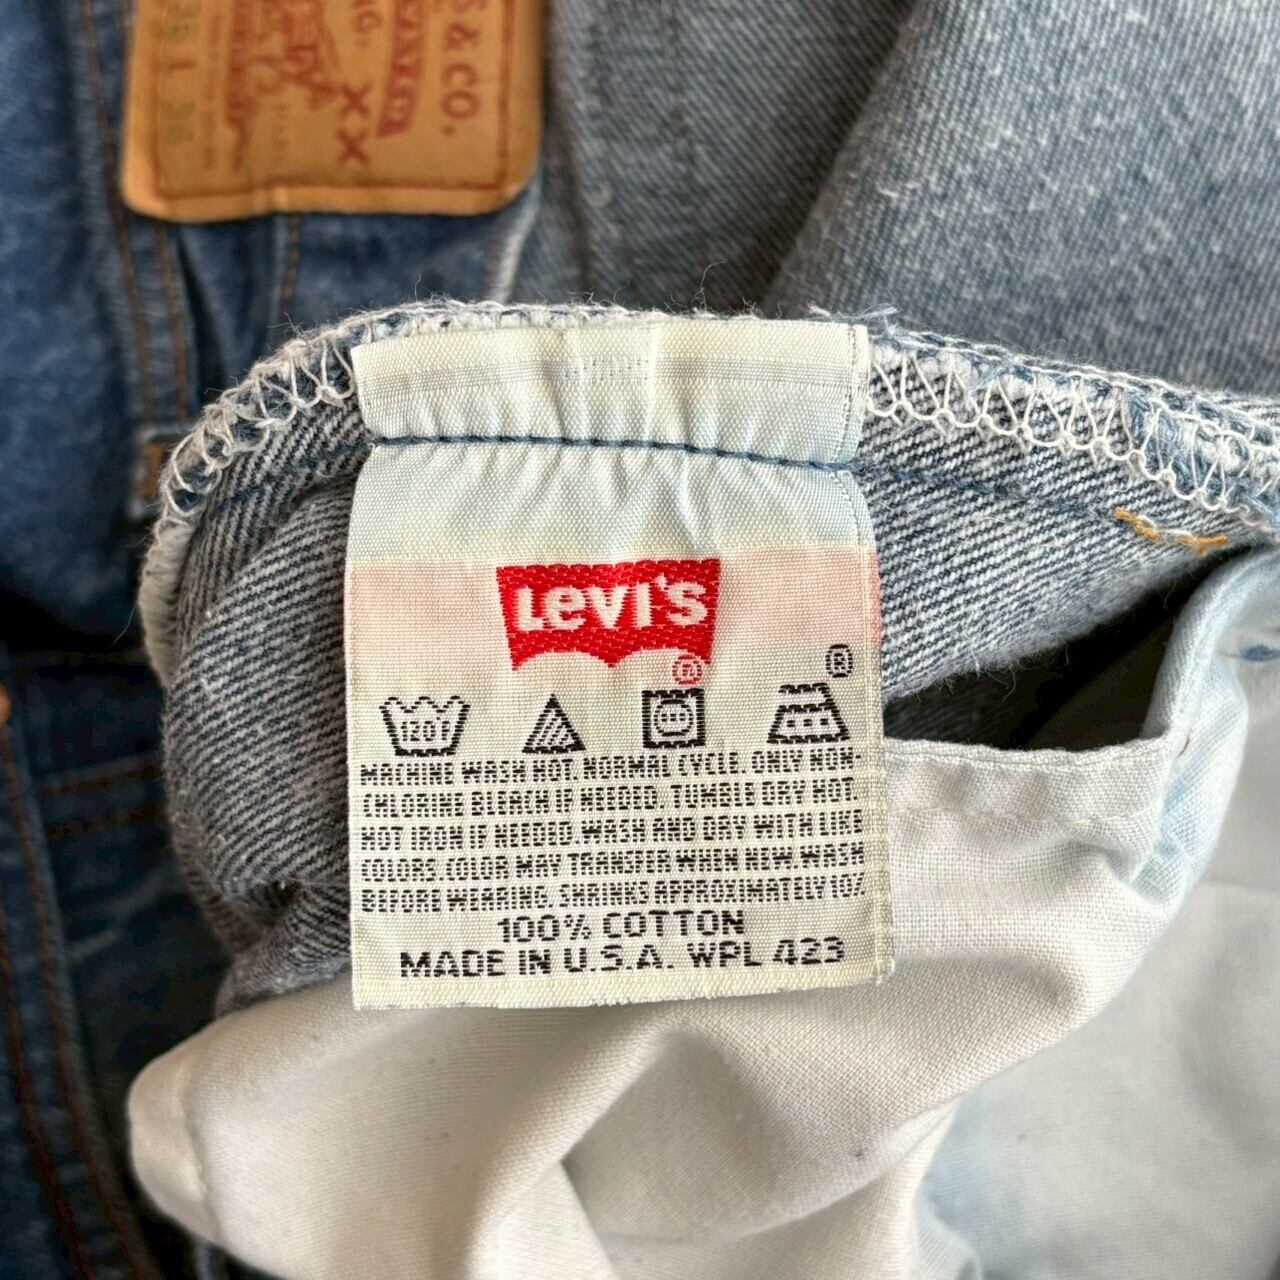 S & CO.
XX
36 L 36
Levi's
®
®
120F
MACHINE WASH HOT. NORMAL CYCLE. ONLY NON-
CHLORINE BLEACH IF NEEDED. TUMBLE DRY HOT.
HOT IRON IF NEEDED. WASH AND DRY WITH LIKE
COLORS. COLOR MAY TRANSFER WHEN NEW. WASH
BEFORE WEARING. SHRINKS APPROXIMATELY 10%.
100% COTTON
MADE IN U.S.A. WPL 423